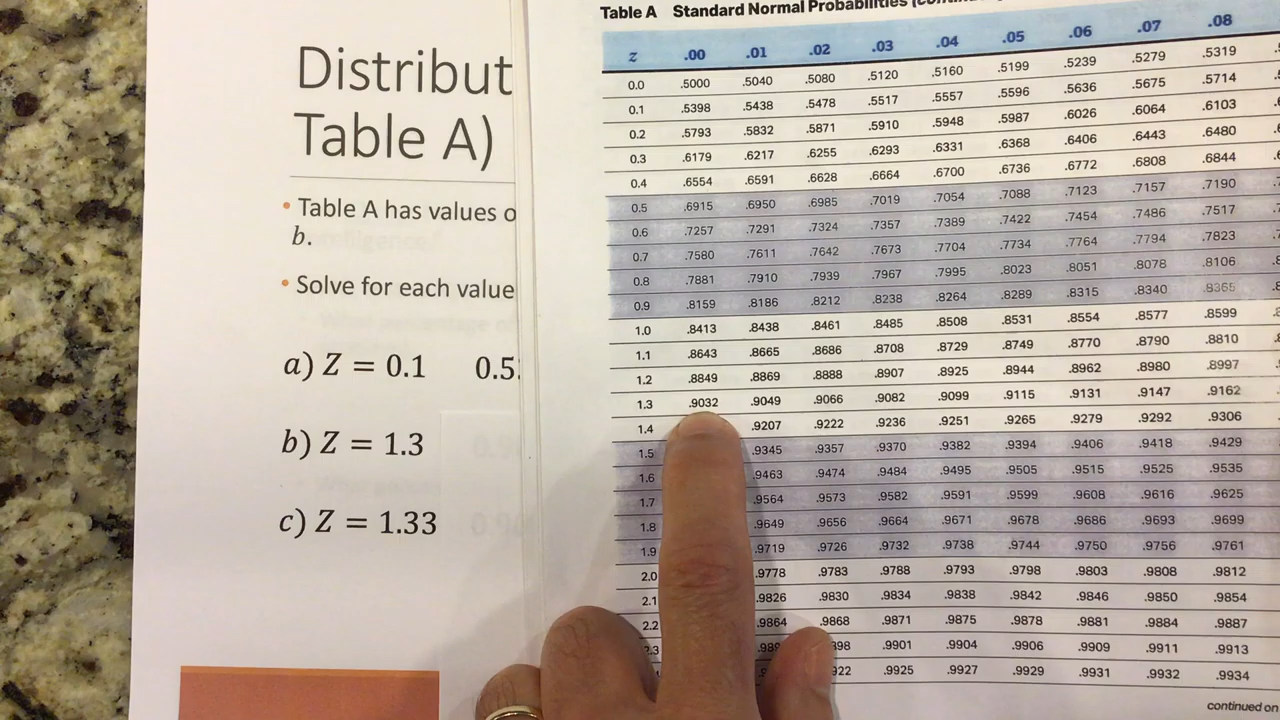 Distribut
Table A)
• Table A has values o
b.
• Solve for each value
a) Z = 0.1 0.5
b) Z = 1.3
c) Z = 1.33
Table A Standard Normal Probabilities
z .00 .01 .02 .03 .04 .05 .06 .07 .08
0.0 .5000 .5040 .5080 .5120 .5160 .5199 .5239 .5279 .5319
0.1 .5398 .5438 .5478 .5517 .5557 .5596 .5636 .5675 .5714
0.2 .5793 .5832 .5871 .5910 .5948 .5987 .6026 .6064 .6103
0.3 .6179 .6217 .6255 .6293 .6331 .6368 .6406 .6443 .6480
0.4 .6554 .6591 .6628 .6664 .6700 .6736 .6772 .6808 .6844
0.5 .6915 .6950 .6985 .7019 .7054 .7088 .7123 .7157 .7190
0.6 .7257 .7291 .7324 .7357 .7389 .7422 .7454 .7486 .7517
0.7 .7580 .7611 .7642 .7673 .7704 .7734 .7764 .7794 .7823
0.8 .7881 .7910 .7939 .7967 .7995 .8023 .8051 .8078 .8106
0.9 .8159 .8186 .8212 .8238 .8264 .8289 .8315 .8340 .8365
1.0 .8413 .8438 .8461 .8485 .8508 .8531 .8554 .8577 .8599
1.1 .8643 .8665 .8686 .8708 .8729 .8749 .8770 .8790 .8810
1.2 .8849 .8869 .8888 .8907 .8925 .8944 .8962 .8980 .8997
1.3 .9032 .9049 .9066 .9082 .9099 .9115 .9131 .9147 .9162
1.4 .9207 .9222 .9236 .9251 .9265 .9279 .9292 .9306
1.5 .9345 .9357 .9370 .9382 .9394 .9406 .9418 .9429
1.6 .9463 .9474 .9484 .9495 .9505 .9515 .9525 .9535
1.7 .9564 .9573 .9582 .9591 .9599 .9608 .9616 .9625
1.8 .9649 .9656 .9664 .9671 .9678 .9686 .9693 .9699
1.9 .9719 .9726 .9732 .9738 .9744 .9750 .9756 .9761
2.0 .9778 .9783 .9788 .9793 .9798 .9803 .9808 .9812
2.1 .9826 .9830 .9834 .9838 .9842 .9846 .9850 .9854
2.2 .9864 .9868 .9871 .9875 .9878 .9881 .9884 .9887
2.3 .989 98 .9901 .9904 .9906 .9909 .9911 .9913
922 .9925 .9927 .9929 .9931 .9932 .9934
continued on